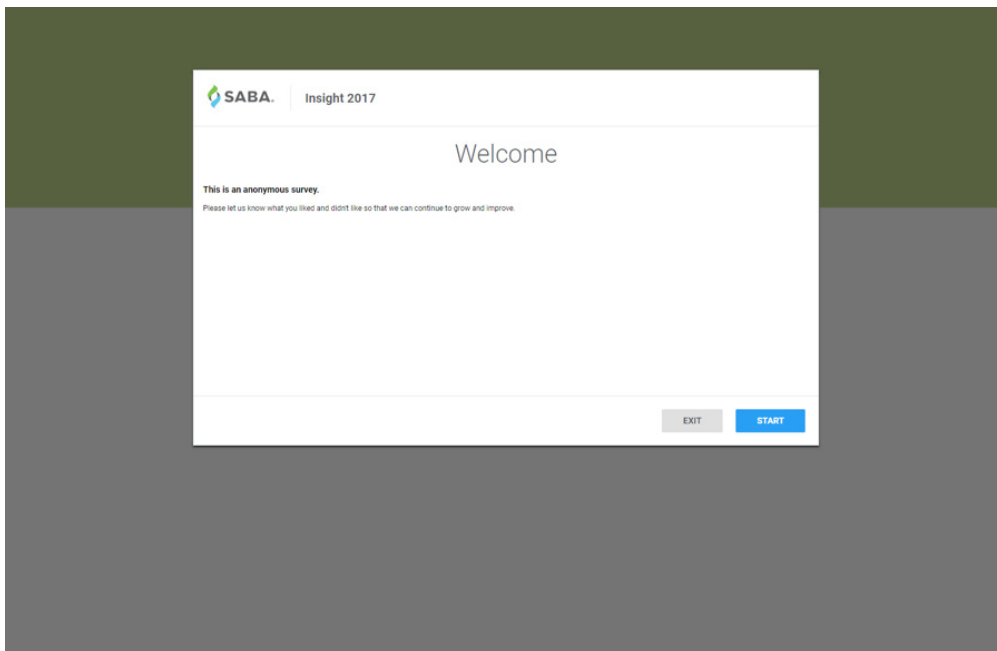 SABA. Insight 2017
Welcome
This is an anonymous survey.
Please let us know what you liked and didn't like so that we can continue to grow and improve.
EXIT START